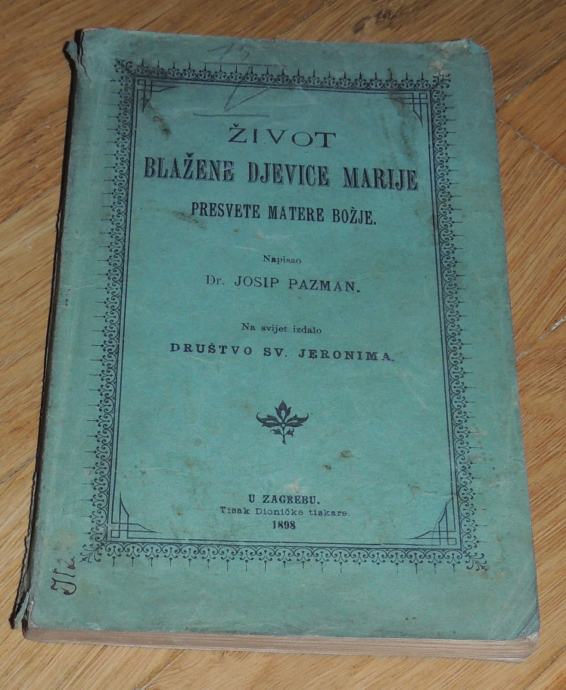 ŽIVOT
BLAŽENE DJEVICE MARIJE
PRESVETE MATERE BOŽJE.
Napisao
Dr. JOSIP PAZMAN.
Na svijet izdalo
DRUŠTVO SV. JERONIMA.
U ZAGREBU.
Tisak Dioničke tiskare.
1898